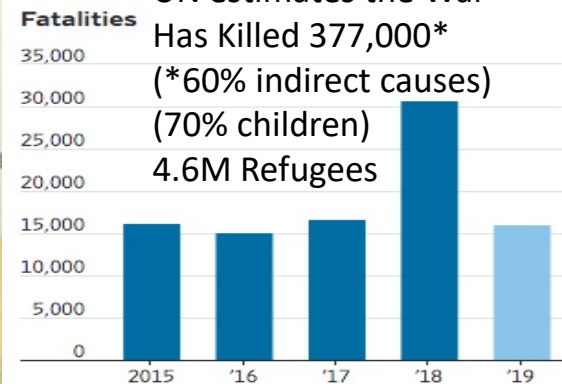 UN estimates the War
Fatalities
Has Killed 377,000*
(*60% indirect causes)
(70% children)
4.6M Refugees
35,000
30,000
25,000
20,000
15,000
10,000
5,000
0
2015 '16 '17 '18 '19